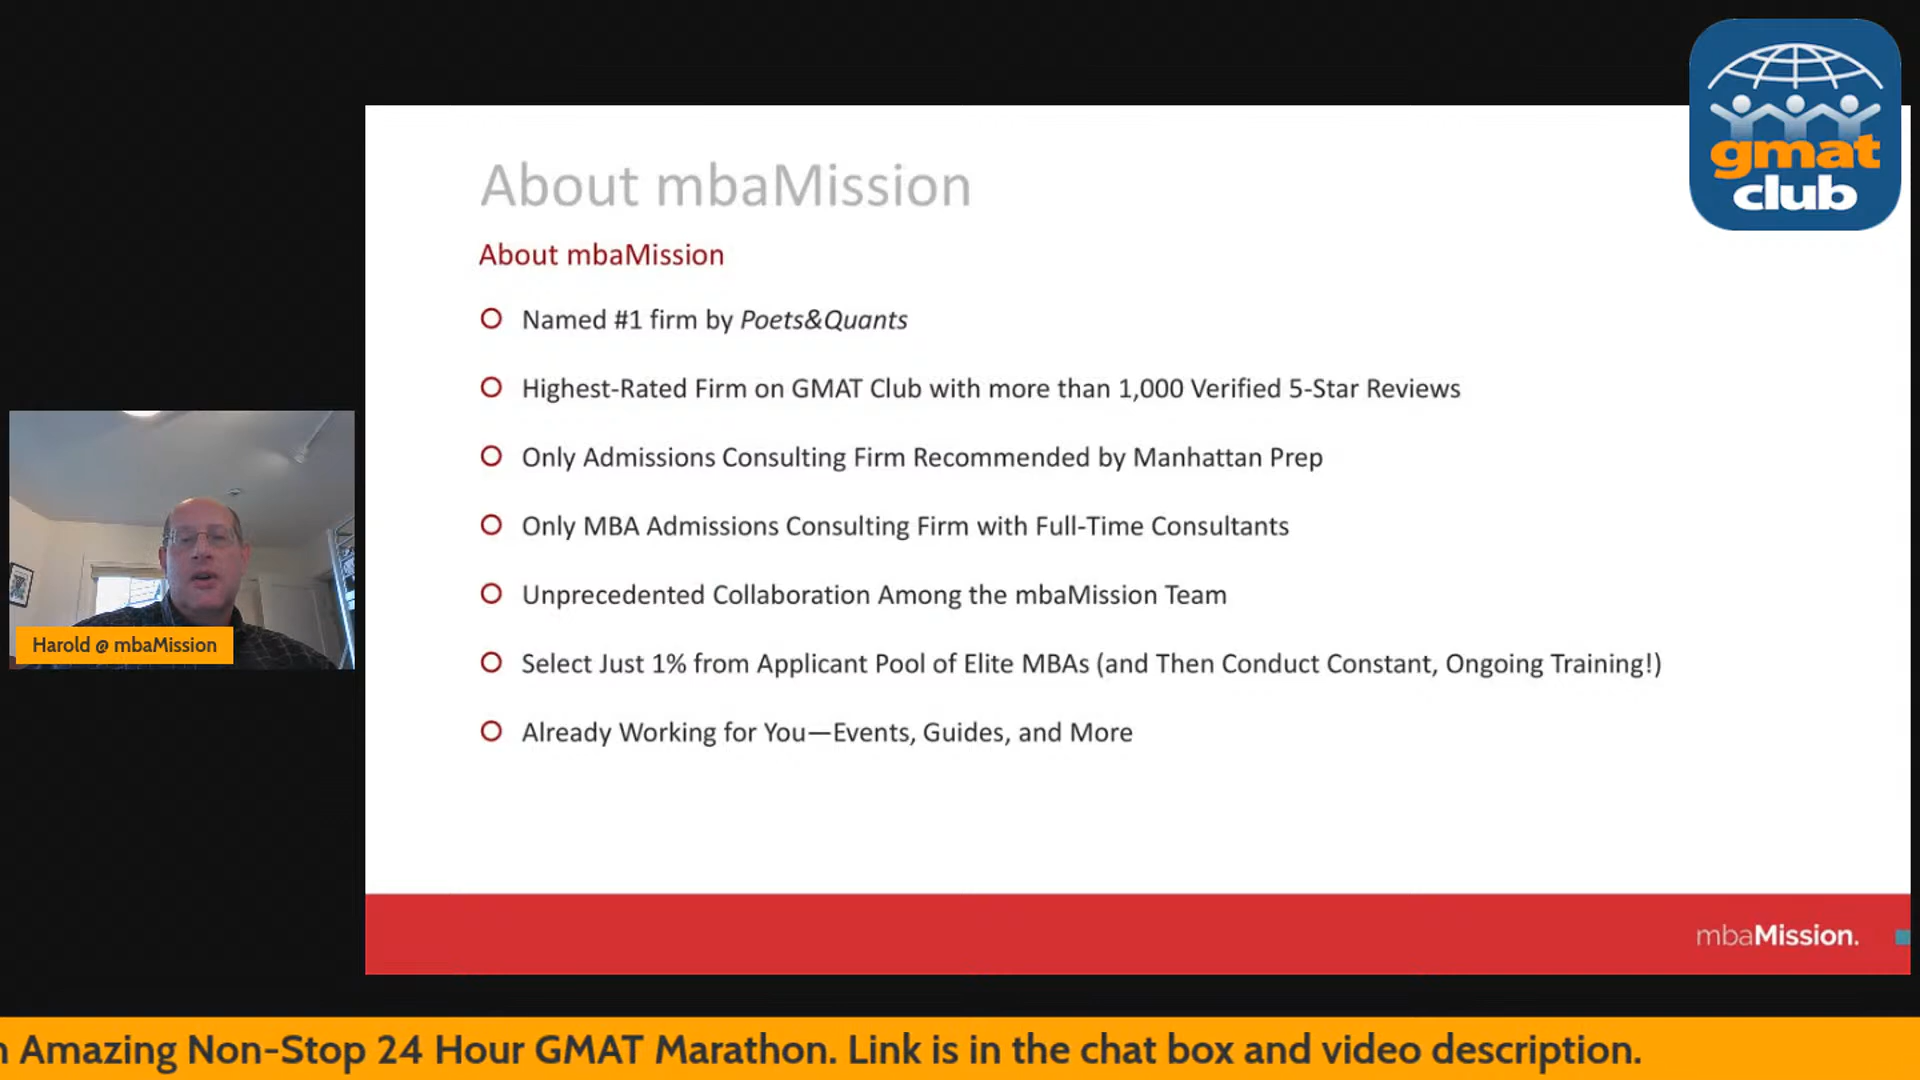 gmat
club
About mbaMission
About mbaMission
Named #1 firm by Poets&Quants
Highest-Rated Firm on GMAT Club with more than 1,000 Verified 5-Star Reviews
Only Admissions Consulting Firm Recommended by Manhattan Prep
Only MBA Admissions Consulting Firm with Full-Time Consultants
Unprecedented Collaboration Among the mbaMission Team
Select Just 1% from Applicant Pool of Elite MBAs (and Then Conduct Constant, Ongoing Training!)
Already Working for You—Events, Guides, and More
Harold @ mbaMission
mbaMission.
Amazing Non-Stop 24 Hour GMAT Marathon. Link is in the chat box and video description.